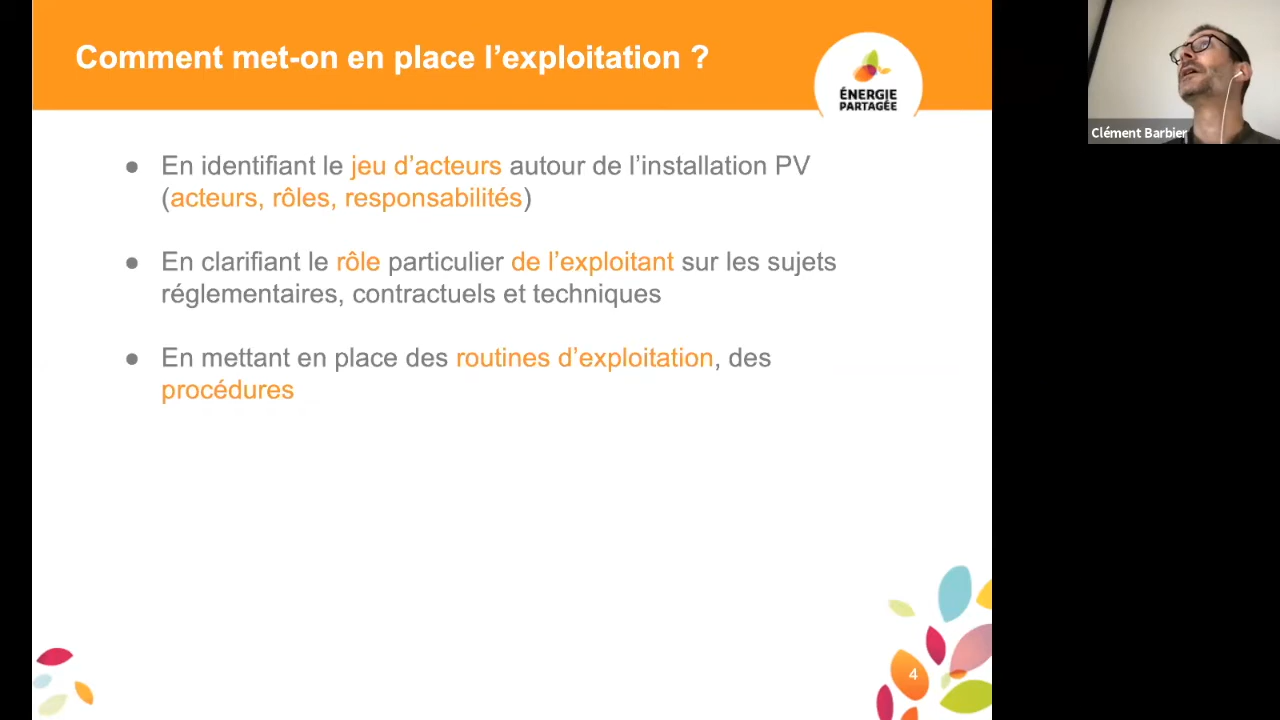 Comment met-on en place l’exploitation ?
ÉNERGIE
PARTAGÉE
Clément Barbier
● En identifiant le jeu d’acteurs autour de l’installation PV
(acteurs, rôles, responsabilités)
● En clarifiant le rôle particulier de l’exploitant sur les sujets
réglementaires, contractuels et techniques
● En mettant en place des routines d’exploitation, des
procédures
4